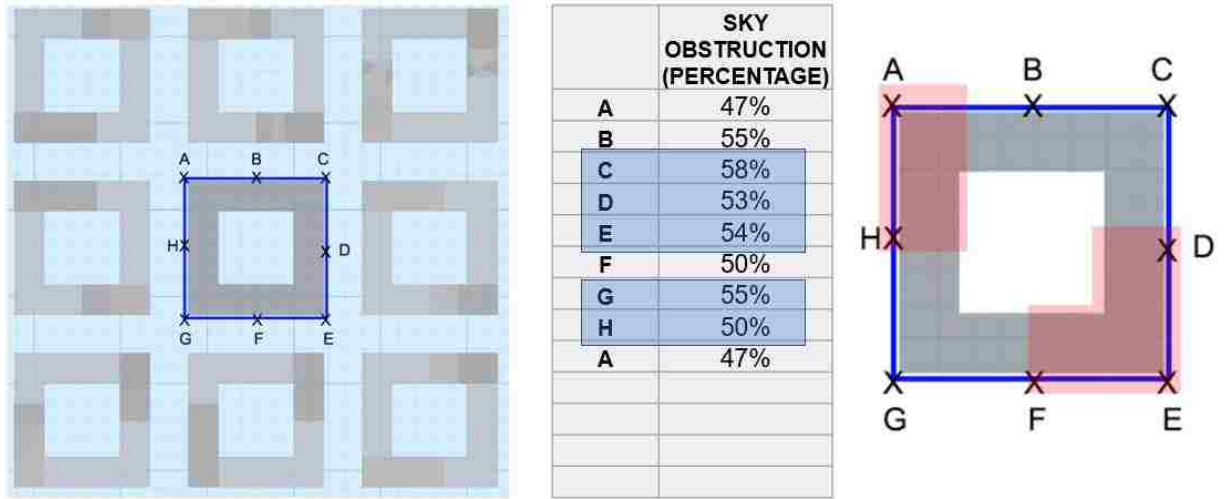 A B C
H D
G F E
SKY
OBSTRUCTION
(PERCENTAGE)
A 47%
B 55%
C 58%
D 53%
E 54%
F 50%
G 55%
H 50%
A 47%
A B C
H D
G F E